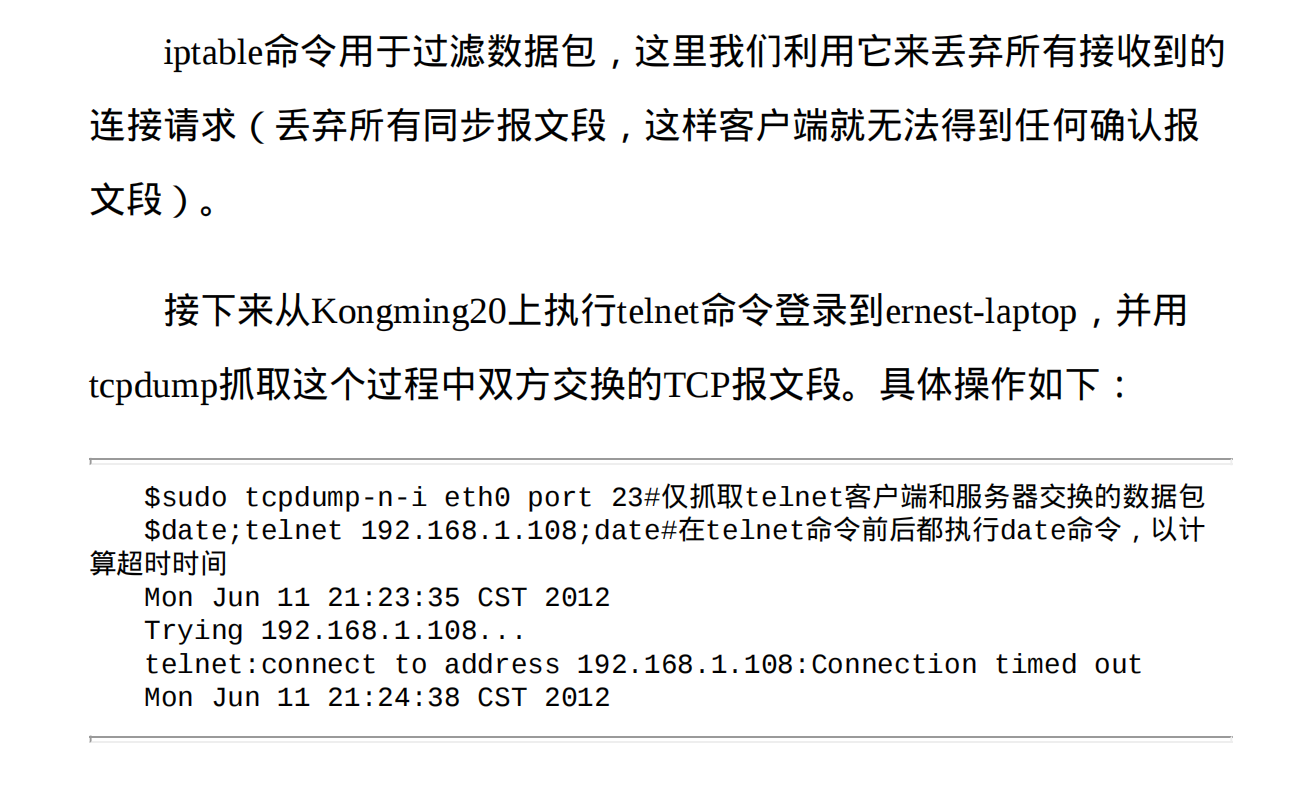 iptable命令用于过滤数据包，这里我们利用它来丢弃所有接收到的
连接请求（丢弃所有同步报文段，这样客户端就无法得到任何确认报
文段）。
接下来从Kongming20上执行telnet命令登录到ernest-laptop，并用
tcpdump抓取这个过程中双方交换的TCP报文段。具体操作如下：
$sudo tcpdump-n-i eth0 port 23#仅抓取telnet客户端和服务器交换的数据包
$date;telnet 192.168.1.108;date#在telnet命令前后都执行date命令，以计
算超时时间
Mon Jun 11 21:23:35 CST 2012
Trying 192.168.1.108...
telnet:connect to address 192.168.1.108:Connection timed out
Mon Jun 11 21:24:38 CST 2012